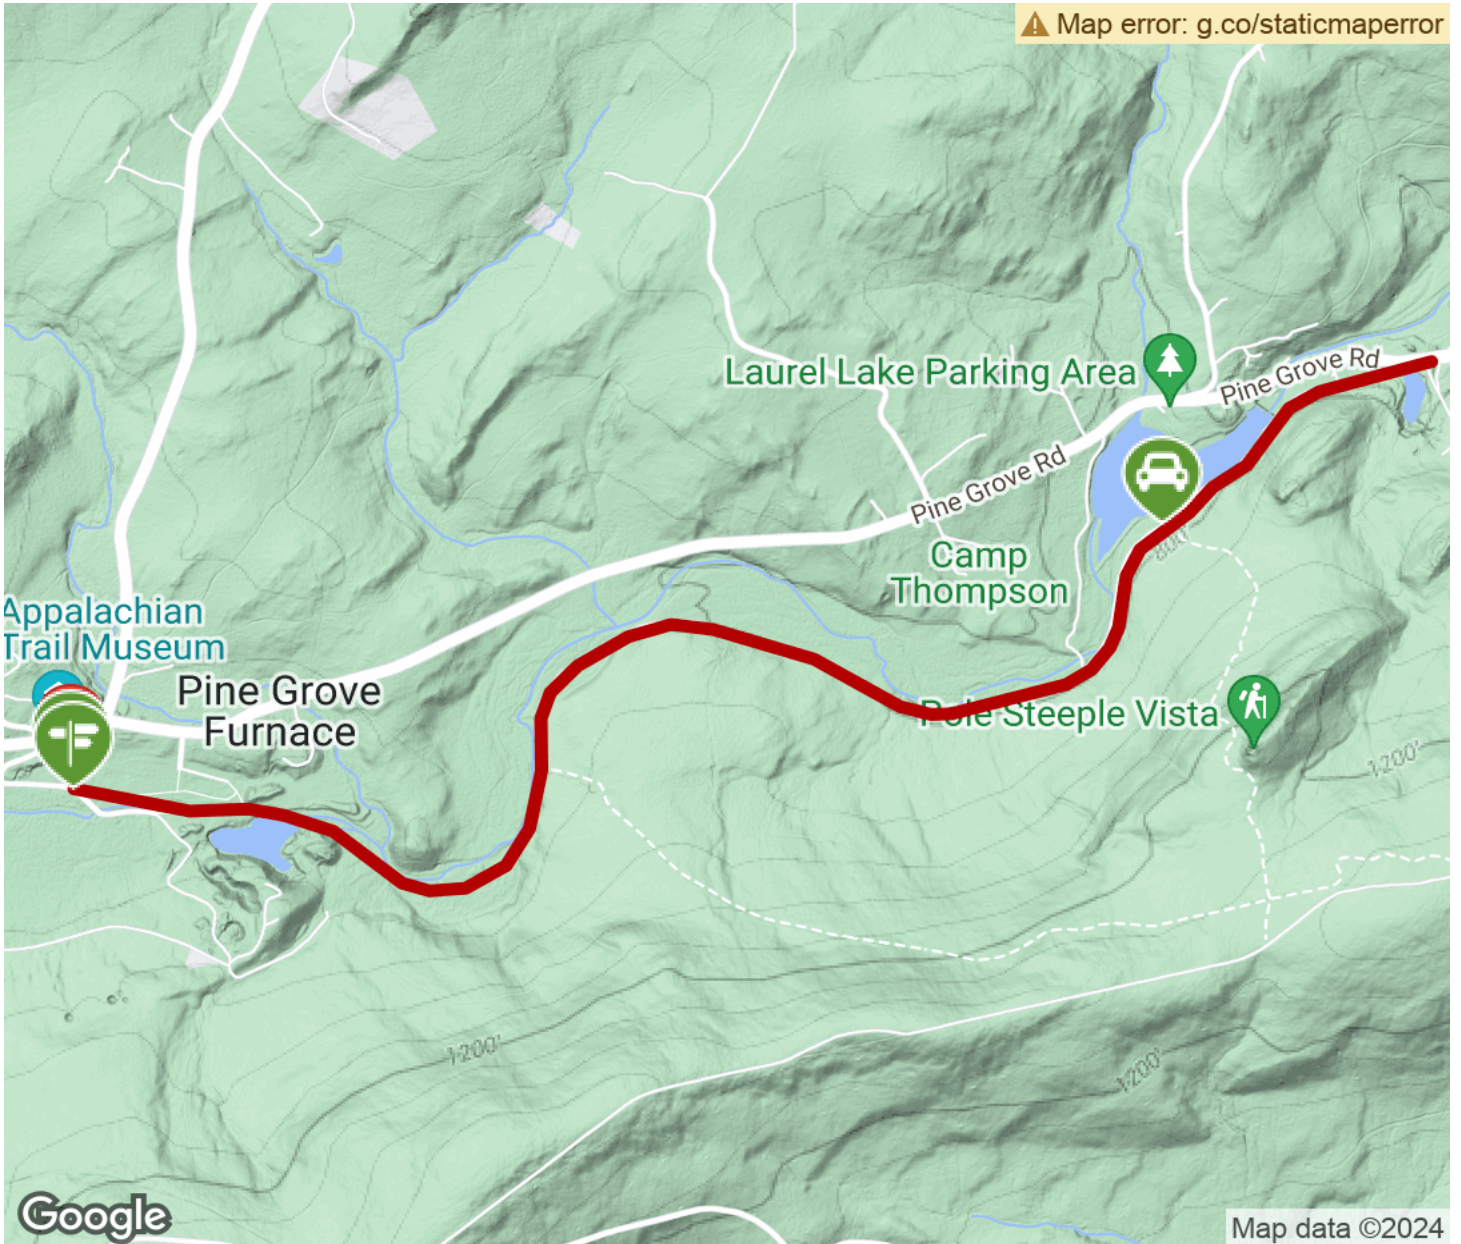 Map error: g.co/staticmaperror
Laurel Lake Parking Area
Pine Grove Rd
Pine Grove Rd
Camp
Thompson
800'
Appalachian
Trail Museum
Pine Grove
Furnace
Pole Steeple Vista
1200'
1200'
1200'
Google
Map data ©2024